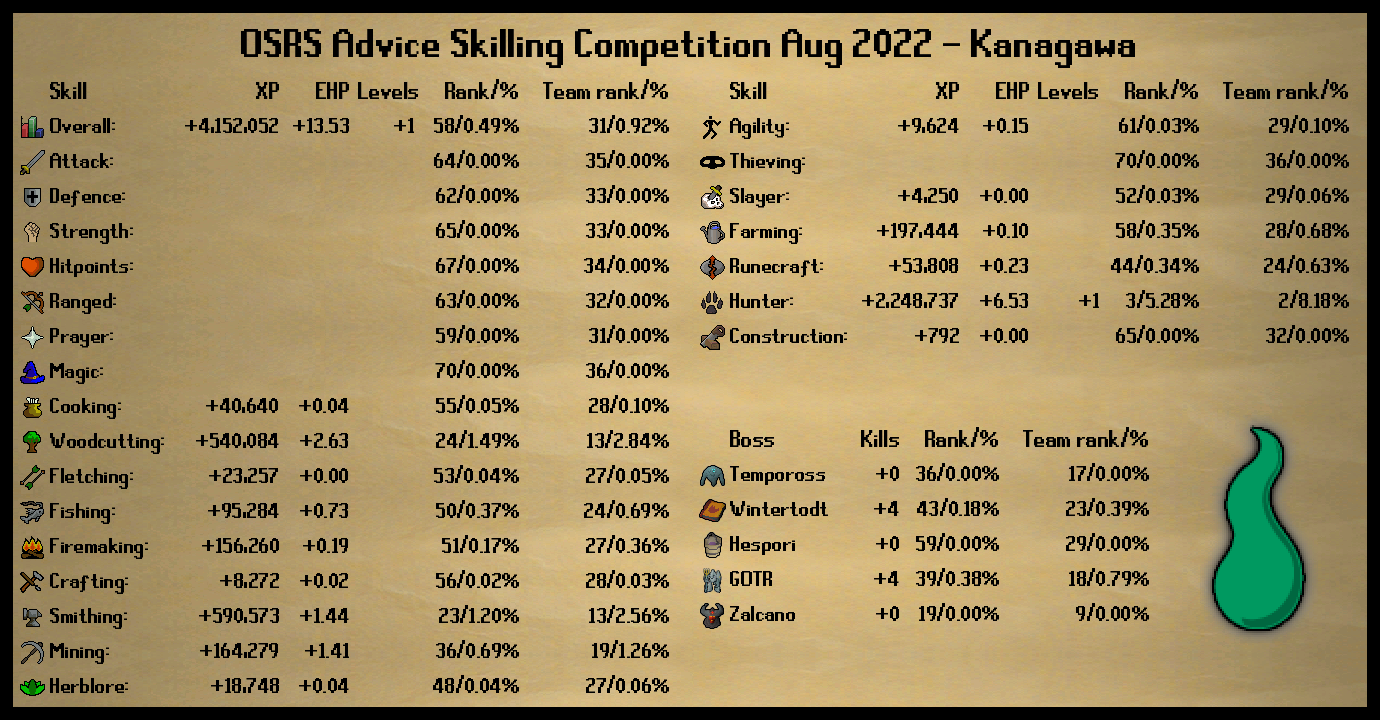 OSRS Advice Skilling Competition Aug 2022 - Kanagawa
Skill XP EHP Levels Rank/% Team rank/%
Overall: +4,152,052 +13.53 +1 58/0.49% 31/0.92%
Attack: 64/0.00% 35/0.00%
Defence: 62/0.00% 33/0.00%
Strength: 65/0.00% 33/0.00%
Hitpoints: 67/0.00% 34/0.00%
Ranged: 63/0.00% 32/0.00%
Prayer: 59/0.00% 31/0.00%
Magic: 70/0.00% 36/0.00%
Cooking: +40,640 +0.04 55/0.05% 28/0.10%
Woodcutting: +540,084 +2.63 24/1.49% 13/2.84%
Fletching: +23,257 +0.00 53/0.04% 27/0.05%
Fishing: +95,284 +0.73 50/0.37% 24/0.69%
Firemaking: +156,260 +0.19 51/0.17% 27/0.36%
Crafting: +8,272 +0.02 56/0.02% 28/0.03%
Smithing: +590,573 +1.44 23/1.20% 13/2.56%
Mining: +164,279 +1.41 36/0.69% 19/1.26%
Herblore: +18,748 +0.04 48/0.04% 27/0.06%
Skill XP EHP Levels Rank/% Team rank/%
Agility: +9,624 +0.15 61/0.03% 29/0.10%
Thieving: 70/0.00% 36/0.00%
Slayer: +4,250 +0.00 52/0.03% 29/0.06%
Farming: +197,444 +0.10 58/0.35% 28/0.68%
Runecraft: +53,808 +0.23 44/0.34% 24/0.63%
Hunter: +2,248,737 +6.53 +1 3/5.28% 2/8.18%
Construction: +792 +0.00 65/0.00% 32/0.00%
Boss Kills Rank/% Team rank/%
Tempoross +0 36/0.00% 17/0.00%
Wintertodt +4 43/0.18% 23/0.39%
Hespori +0 59/0.00% 29/0.00%
GOTR +4 39/0.38% 18/0.79%
Zalcano +0 19/0.00% 9/0.00%